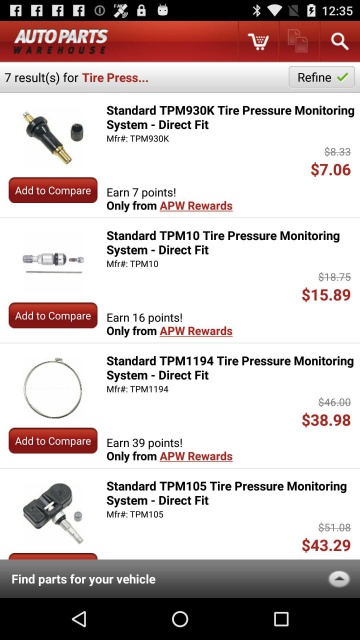 12:35
AUTO PARTS
WAREHOUSE
7 result(s) for Tire Press...
Refine
Standard TPM930K Tire Pressure Monitoring
System - Direct Fit
Mfr#: TPM930K
$8.33
$7.06
Add to Compare
Earn 7 points!
Only from APW Rewards
Standard TPM10 Tire Pressure Monitoring
System - Direct Fit
Mfr#: TPM10
$18.75
$15.89
Add to Compare
Earn 16 points!
Only from APW Rewards
Standard TPM1194 Tire Pressure Monitoring
System - Direct Fit
Mfr#: TPM1194
$46.00
$38.98
Add to Compare
Earn 39 points!
Only from APW Rewards
Standard TPM105 Tire Pressure Monitoring
System - Direct Fit
Mfr#: TPM105
$51.08
$43.29
Find parts for your vehicle